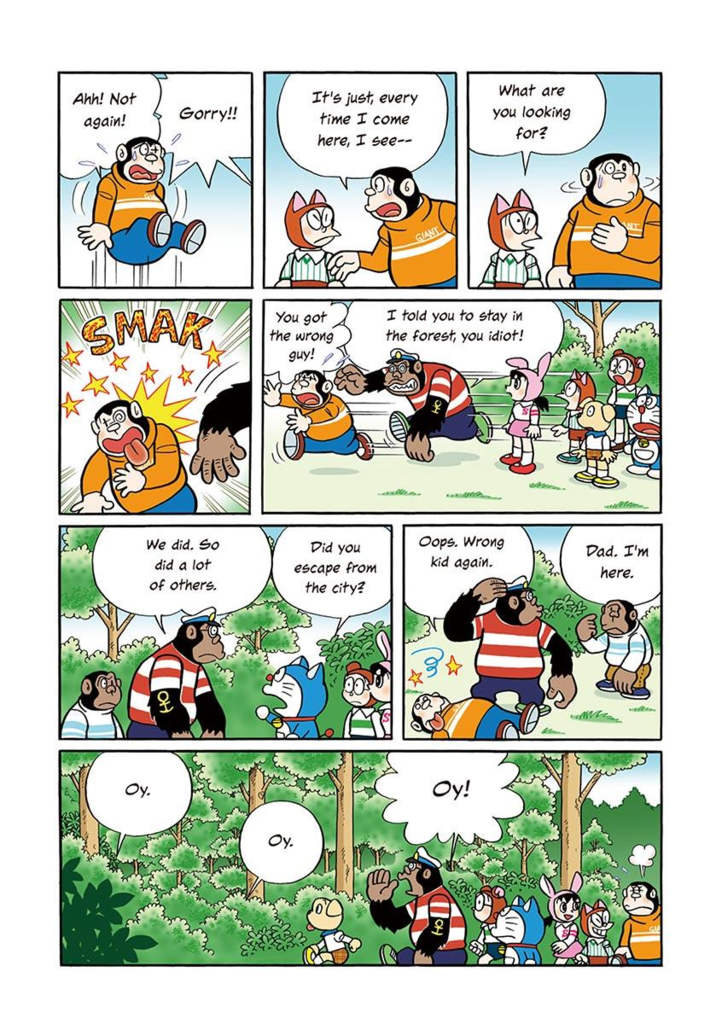 What are
you looking
for?
GIANT
It's just, every
time I come
here, I see--
GIANT
Gorry!!
Ahh! Not
again!
I told you to stay in
the forest, you idiot!
You got
the wrong
guy!
SMAK
Dad. I'm
here.
Oops. Wrong
kid again.
Did you
escape from
the city?
We did. So
did a lot
of others.
Oy!
Oy.
Oy.